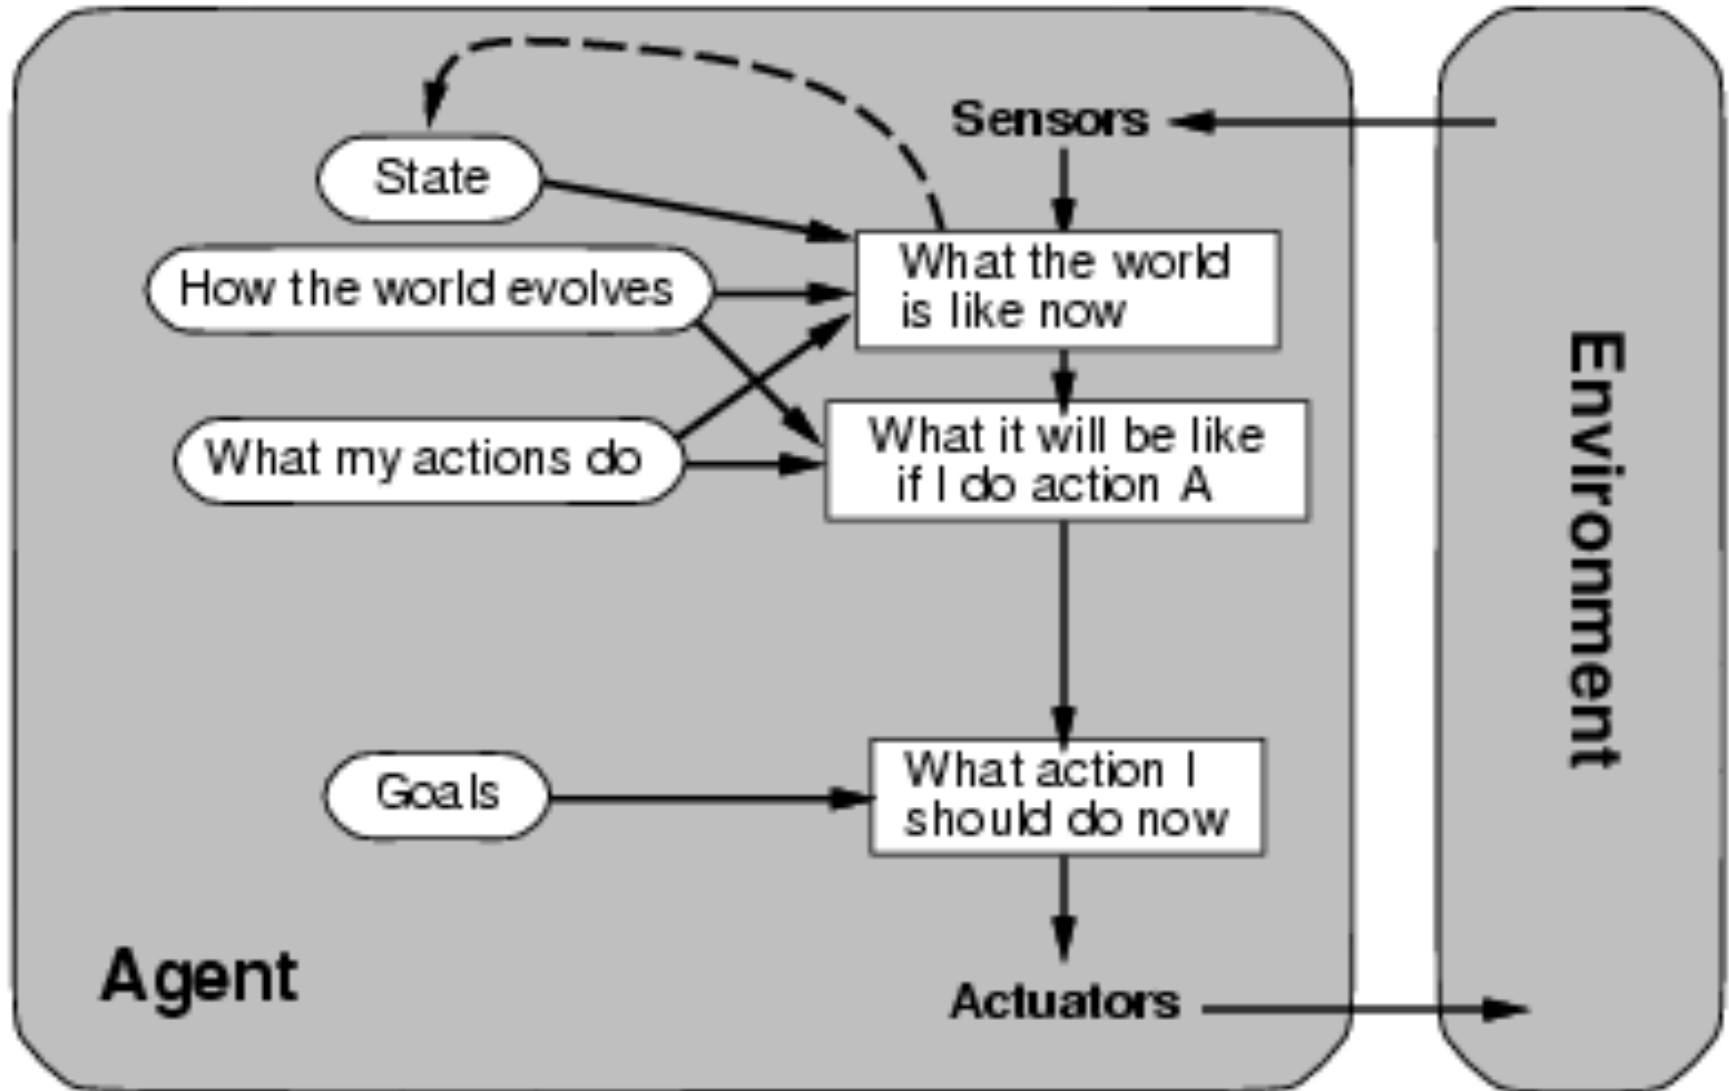 Sensors
State
What the world
is like now
How the world evolves
What my actions do
What it will be like
if I do action A
Goals
What action I
should do now
Agent
Actuators
Environment